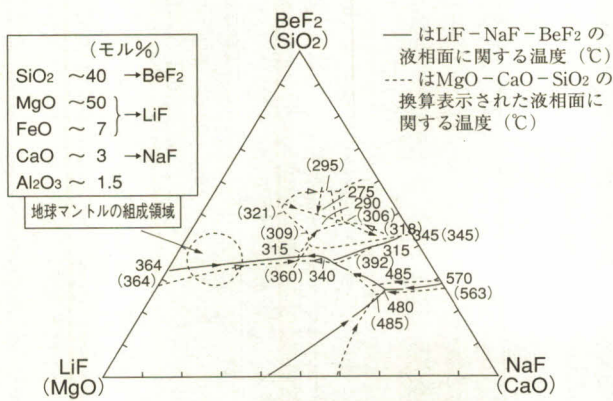 BeF2
(SiO2)
(モル%)
SiO2 ～40 →BeF2
MgO ～50
FeO ～ 7
→LiF
CaO ～ 3 →NaF
Al2O3 ～ 1.5
地球マントルの組成領域
── はLiF－NaF－BeF2 の
液相面に関する温度 (℃)
----- はMgO－CaO－SiO2 の
換算表示された液相面に
関する温度 (℃)
(295)
275
290
(306)
(321)
(309)
(318)
345(345)
315
315
(392)
364
(364)
(360)
340
485
570
(563)
480
(485)
LiF
(MgO)
NaF
(CaO)